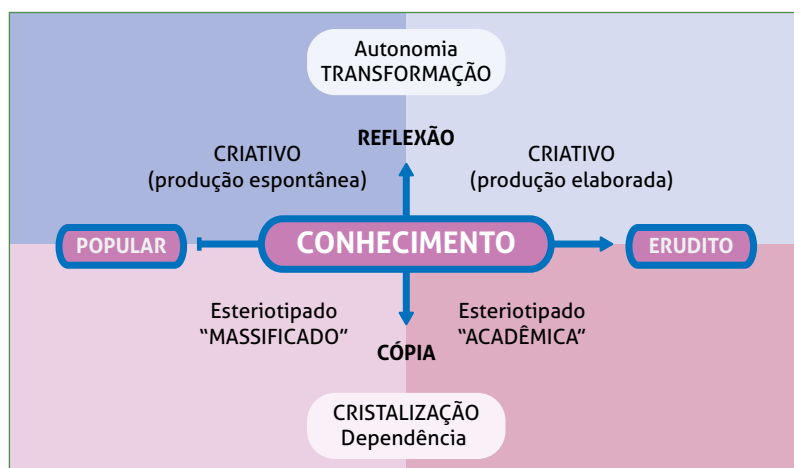 Autonomia
TRANSFORMAÇÃO
REFLEXÃO
CRIATIVO
(produção espontânea)
CRIATIVO
(produção elaborada)
POPULAR
CONHECIMENTO
ERUDITO
Esteriotipado
“MASSIFICADO”
Esteriotipado
“ACADÊMICA”
CÓPIA
CRISTALIZAÇÃO
Dependência